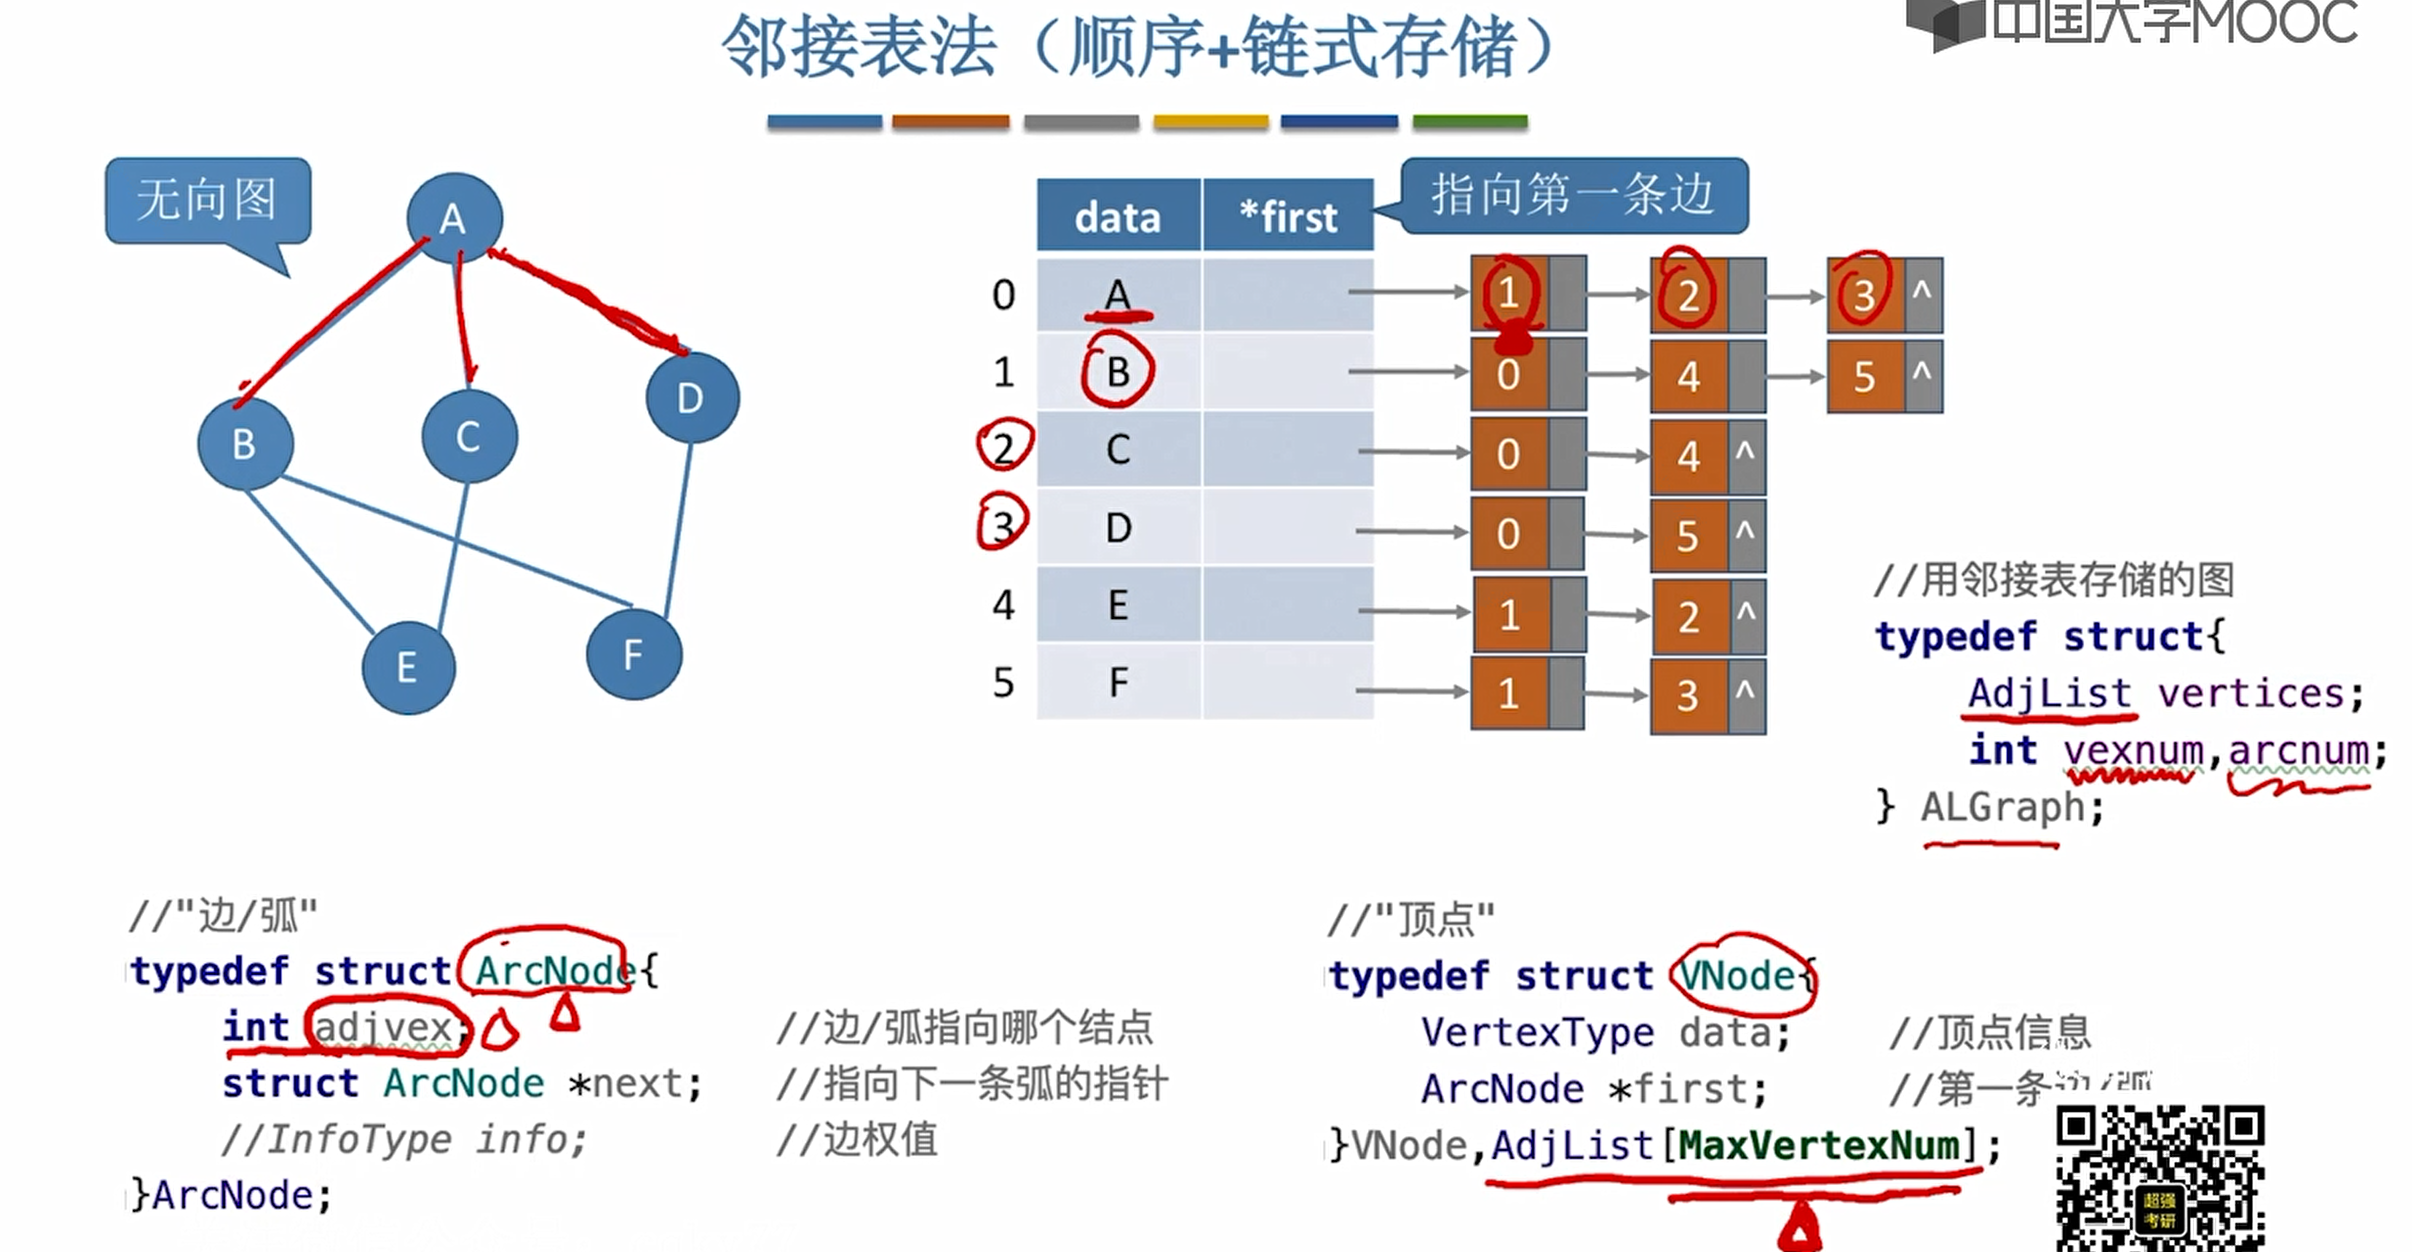 邻接表法（顺序+链式存储）
中国大学MOOC
无向图
A
B
C
D
E
F
data *first
指向第一条边
0 A 1 2 3 ^
1 B 0 4 5 ^
2 C 0 4 ^
3 D 0 5 ^
4 E 1 2 ^
5 F 1 3 ^
//用邻接表存储的图
typedef struct{
AdjList vertices;
int vexnum,arcnum;
} ALGraph;
//"边/弧"
typedef struct ArcNode{
int adjvex; //边/弧指向哪个结点
struct ArcNode *next; //指向下一条弧的指针
//InfoType info; //边权值
}ArcNode;
//"顶点"
typedef struct VNode{
VertexType data; //顶点信息
ArcNode *first; //第一条边/弧
}VNode,AdjList[MaxVertexNum];
超强
考研